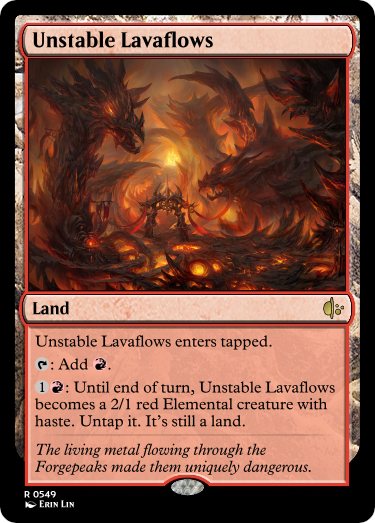 Unstable Lavaflows
Land
Unstable Lavaflows enters tapped.
: Add .
1 : Until end of turn, Unstable Lavaflows
becomes a 2/1 red Elemental creature with
haste. Untap it. It's still a land.
The living metal flowing through the
Forgepeaks made them uniquely dangerous.
R 0549
Erin Lin